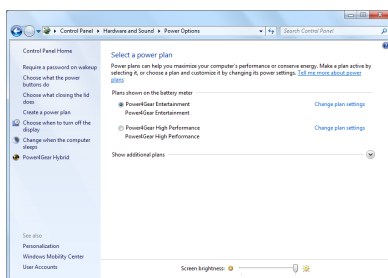 Control Panel
Hardware and Sound
Power Options
Search Control Panel
Control Panel Home
Require a password on wakeup
Choose what the power
buttons do
Choose what closing the lid
does
Create a power plan
Choose when to turn off the
display
Change when the computer
sleeps
Power4Gear Hybrid
See also
Personalization
Windows Mobility Center
User Accounts
Select a power plan
Power plans can help you maximize your computer's performance or conserve energy. Make a plan active by
selecting it, or choose a plan and customize it by changing its power settings. Tell me more about power
plans
Plans shown on the battery meter
Power4Gear Entertainment
Change plan settings
Power4Gear Entertainment
Power4Gear High Performance
Change plan settings
Power4Gear High Performance
Show additional plans
Screen brightness: